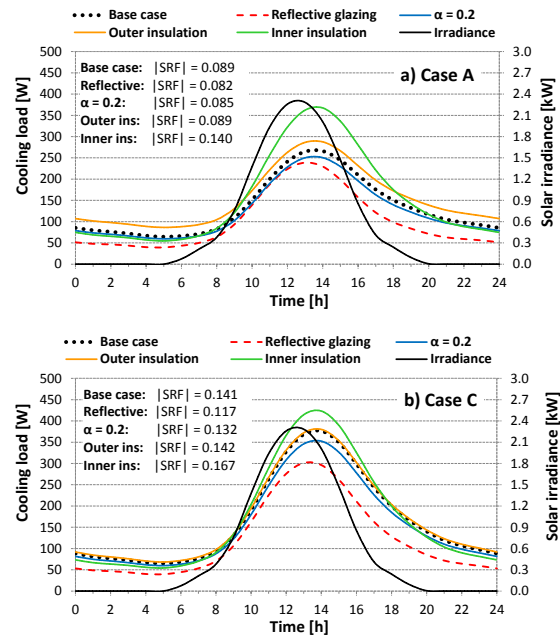 Base case Reflective glazing α = 0.2
Outer insulation Inner insulation Irradiance
Cooling load [W]
500
450
400
350
300
250
200
150
100
50
0
Base case: |SRF| = 0.089
Reflective: |SRF| = 0.082
α = 0.2: |SRF| = 0.085
Outer ins: |SRF| = 0.089
Inner ins: |SRF| = 0.140
a) Case A
3.0
2.7
2.4
2.1
1.8
1.5
1.2
0.9
0.6
0.3
0.0
Solar irradiance [kW]
0 2 4 6 8 10 12 14 16 18 20 22 24
Time [h]
Base case Reflective glazing α = 0.2
Outer insulation Inner insulation Irradiance
Cooling load [W]
500
450
400
350
300
250
200
150
100
50
0
Base case: |SRF| = 0.141
Reflective: |SRF| = 0.117
α = 0.2: |SRF| = 0.132
Outer ins: |SRF| = 0.142
Inner ins: |SRF| = 0.167
b) Case C
3.0
2.7
2.4
2.1
1.8
1.5
1.2
0.9
0.6
0.3
0.0
Solar irradiance [kW]
0 2 4 6 8 10 12 14 16 18 20 22 24
Time [h]